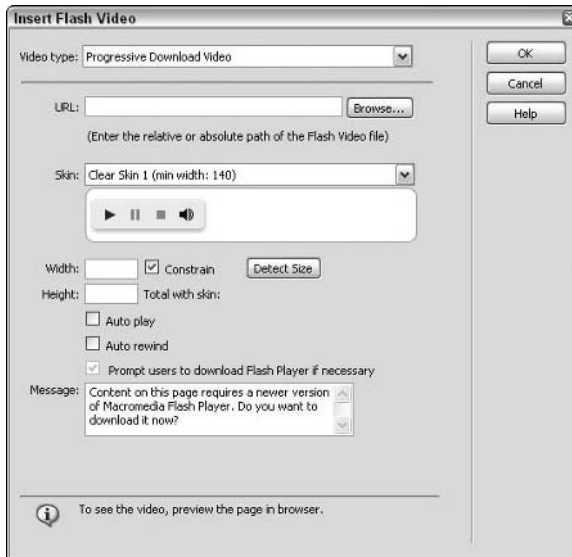 Insert Flash Video
Video type: Progressive Download Video
OK
Cancel
Help
URL:
Browse...
(Enter the relative or absolute path of the Flash Video file)
Skin: Clear Skin 1 (min width: 140)
Width:
Constrain
Detect Size
Height:
Total with skin:
Auto play
Auto rewind
Prompt users to download Flash Player if necessary
Message: Content on this page requires a newer version
of Macromedia Flash Player. Do you want to
download it now?
To see the video, preview the page in browser.